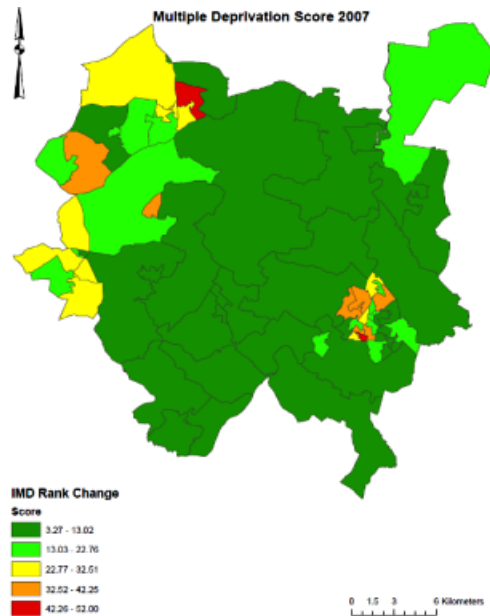 Multiple Deprivation Score 2007
IMD Rank Change
Score
3.27 - 13.02
13.03 - 22.76
22.77 - 32.51
32.52 - 42.25
42.26 - 52.00
0 1.5 3 6 Kilometers